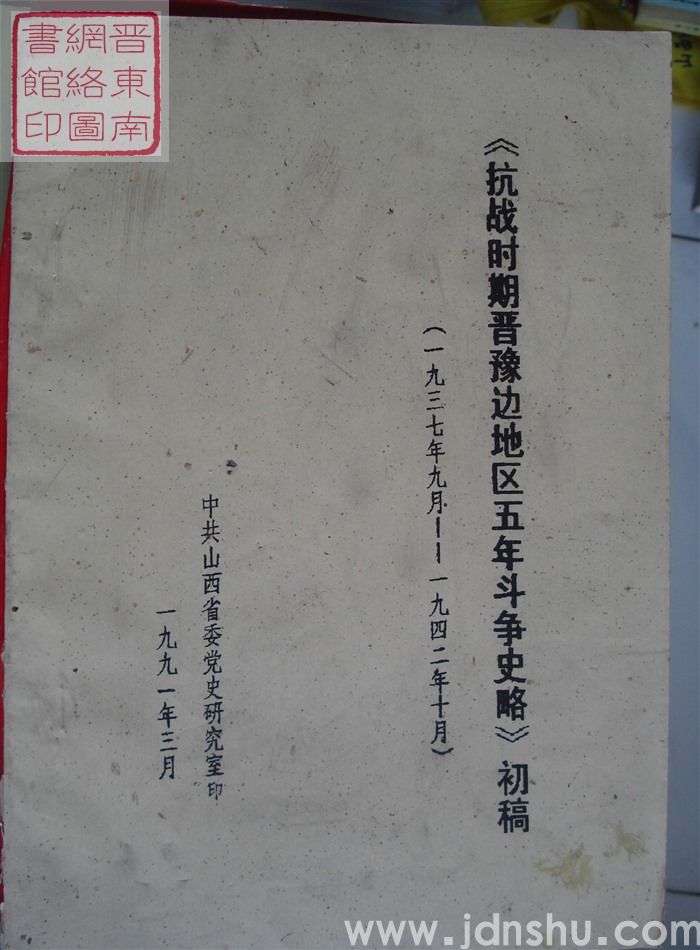 晋東南
網絡圖
書館印
《抗战时期晋豫边地区五年斗争史略》初稿
(一九三七年九月——一九四二年十月)
中共山西省委党史研究室印
一九九一年三月
www.jdnshu.com